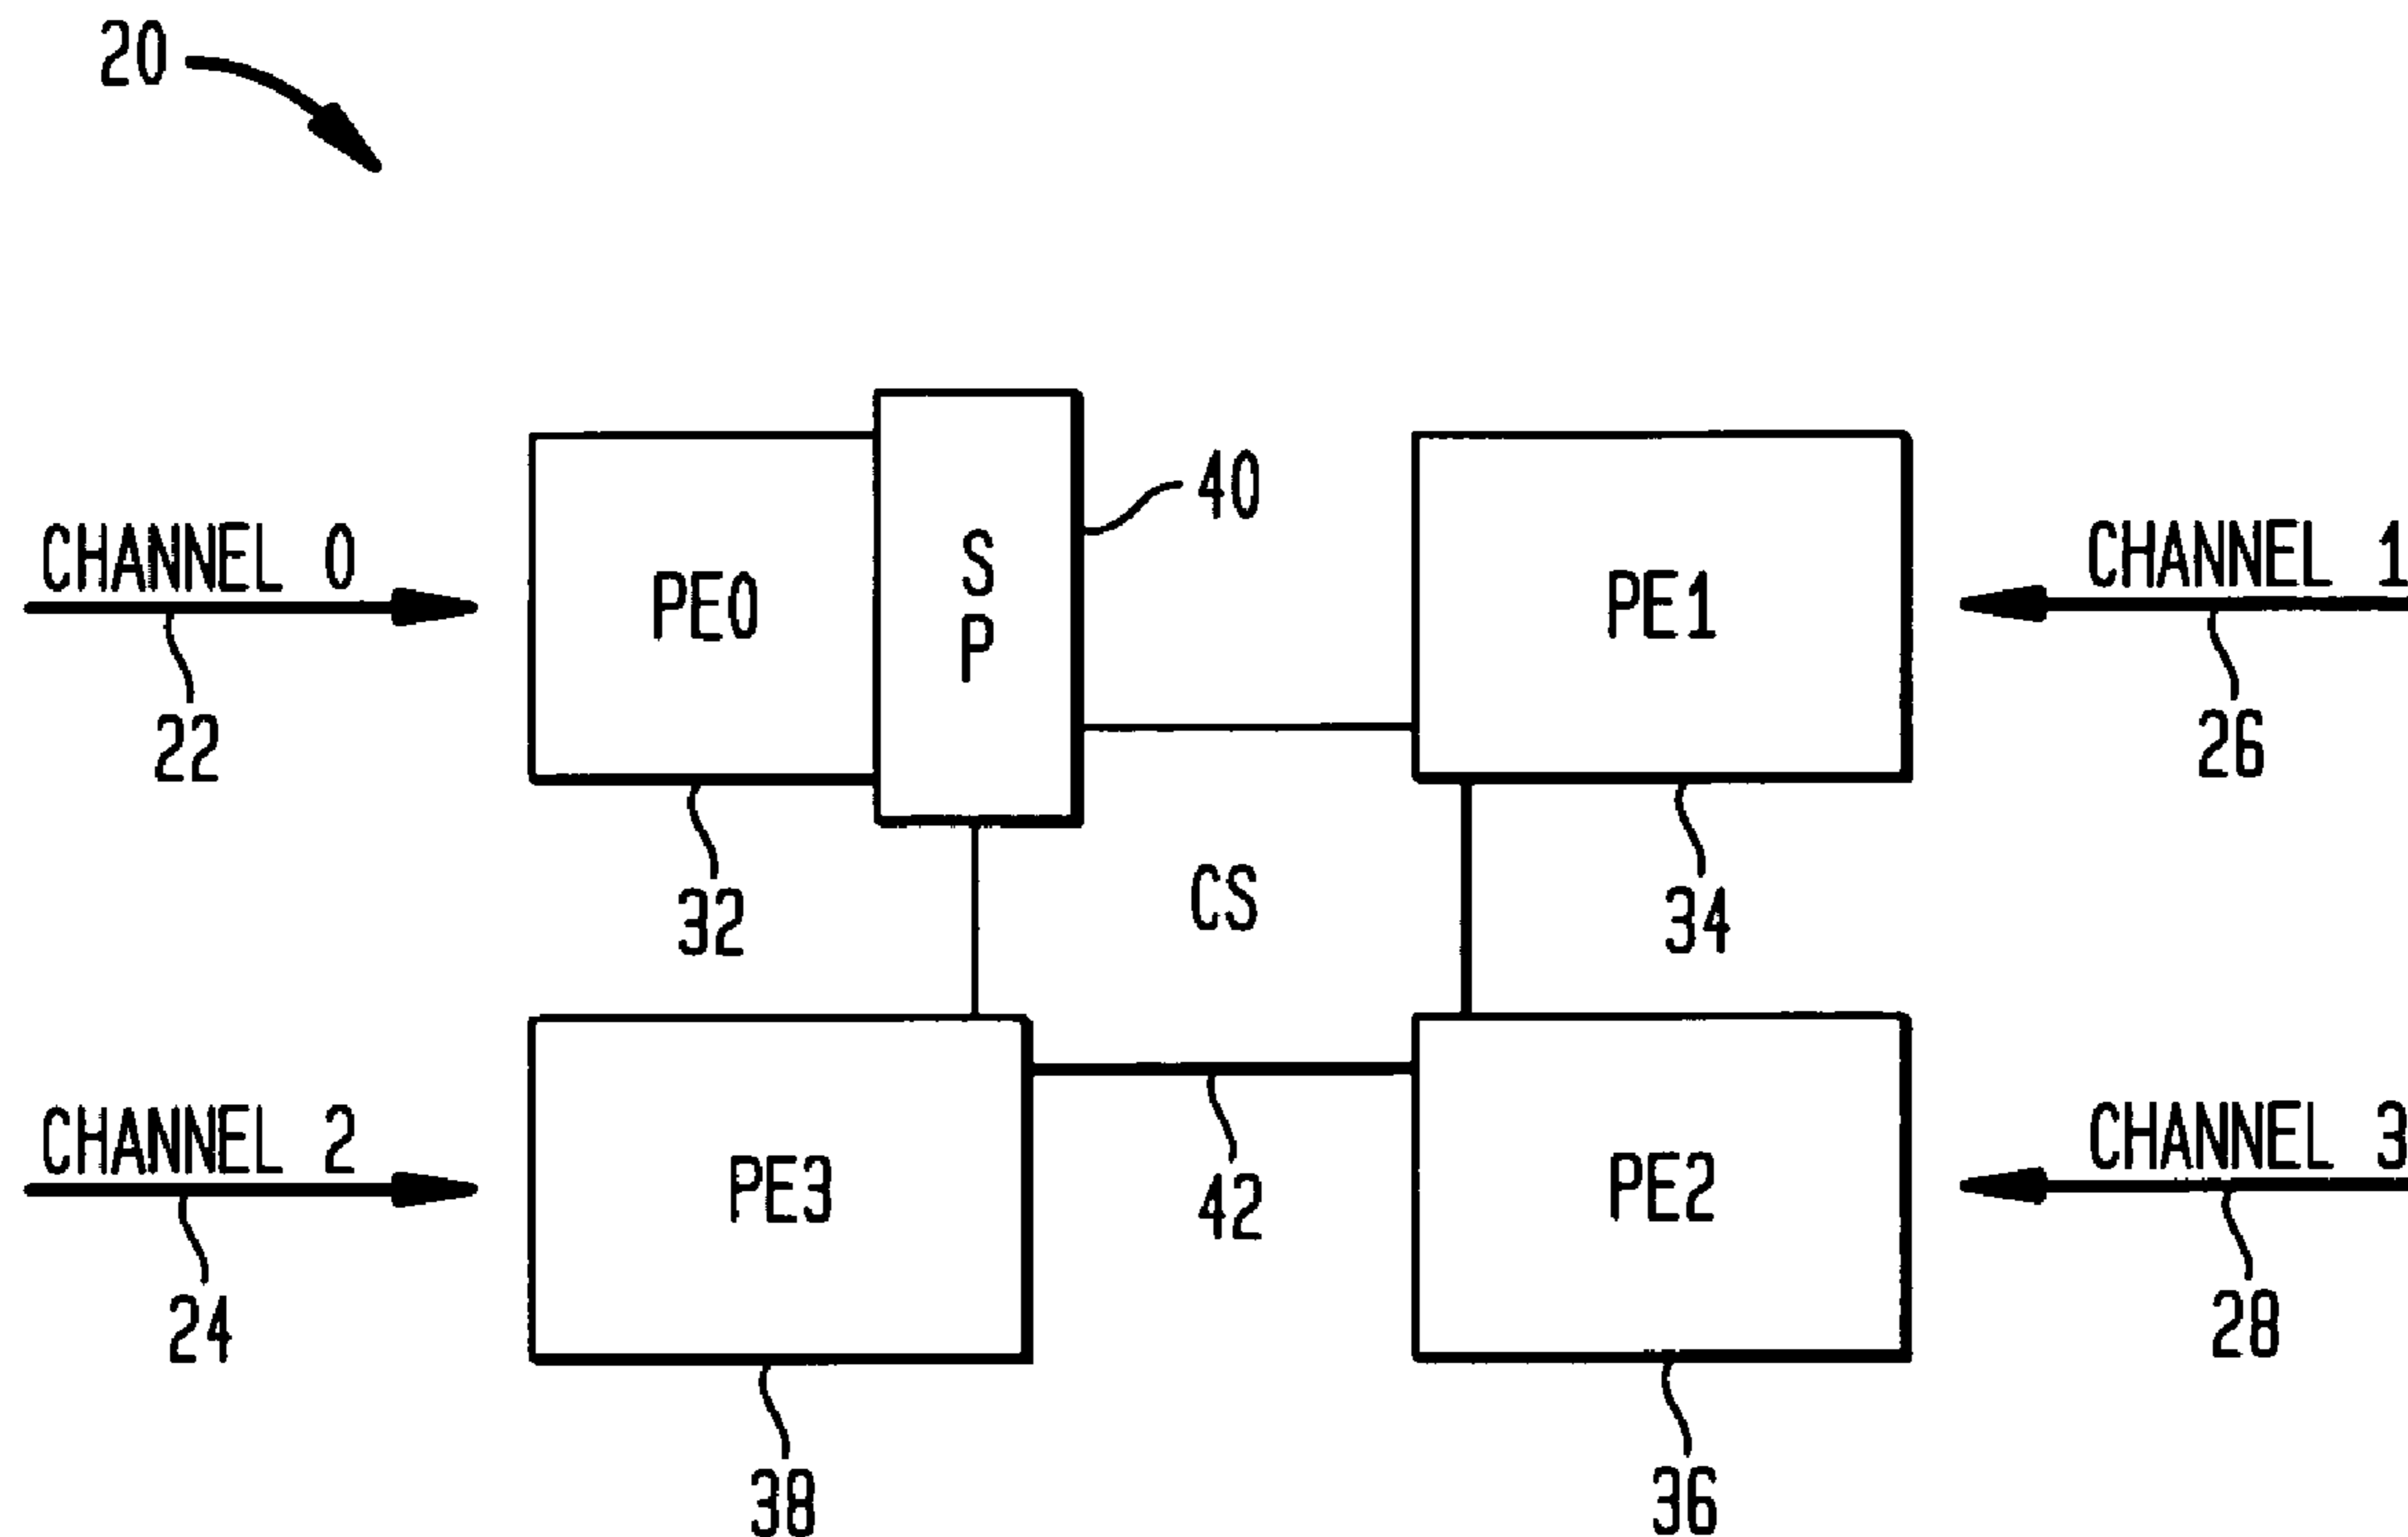 20
40
CHANNEL 0
S
P
PE0
PE1
CHANNEL 1
22
26
32
CS
34
CHANNEL 2
PE3
42
PE2
CHANNEL 3
24
28
38
36